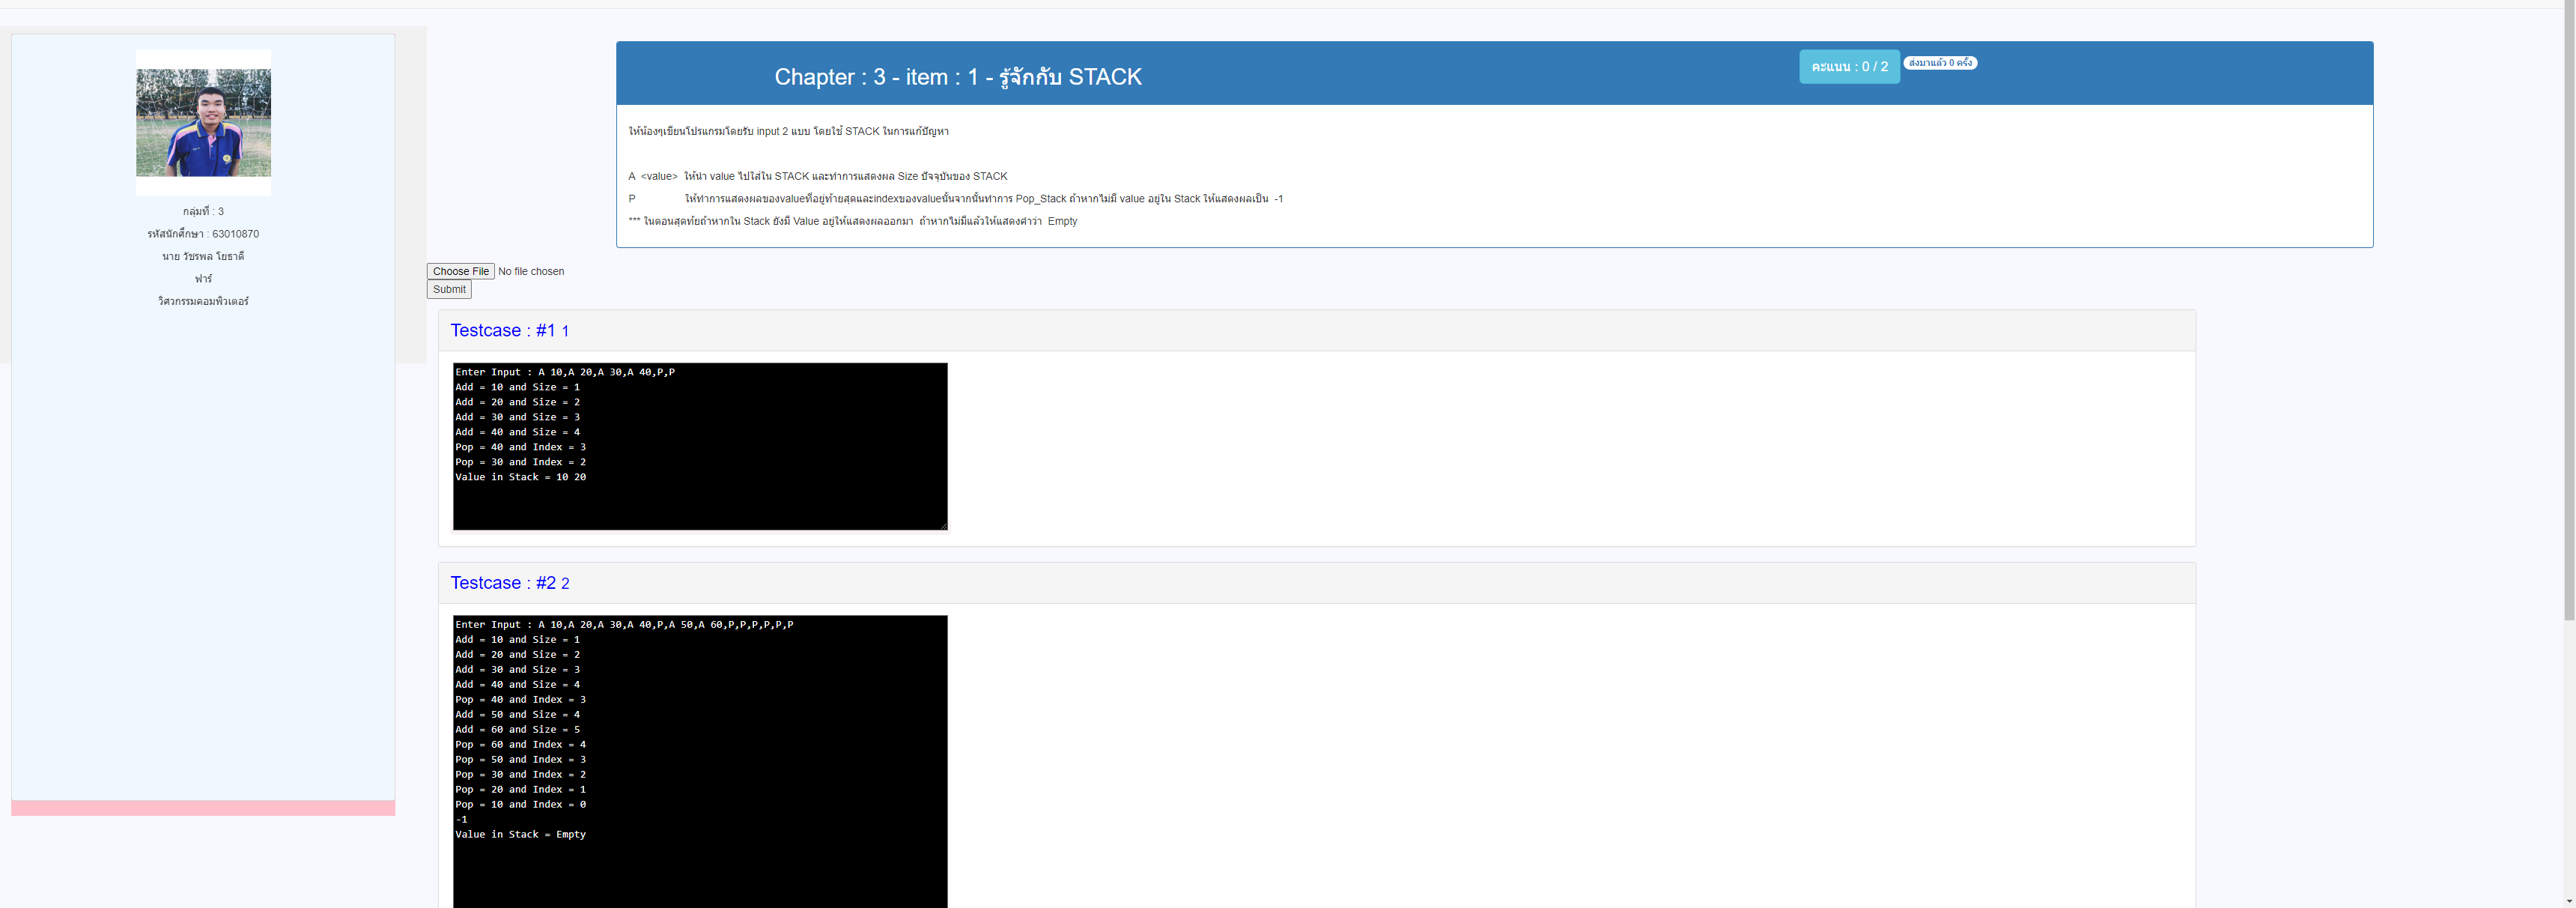 กลุ่มที่ : 3
รหัสนักศึกษา : 63010870
นาย วัชรพล โยธาดี
ฟาร์
วิศวกรรมคอมพิวเตอร์
Chapter : 3 - item : 1 - รู้จักกับ STACK
คะแนน : 0 / 2
ส่งมาแล้ว 0 ครั้ง
ให้น้องๆเขียนโปรแกรมโดยรับ input 2 แบบ โดยใช้ STACK ในการแก้ปัญหา
A <value> ให้นำ value ไปใส่ใน STACK และทำการแสดงผล Size ปัจจุบันของ STACK
P ให้ทำการแสดงผลของvalueที่อยู่ท้ายสุดและindexของvalueนั้นจากนั้นทำการ Pop_Stack ถ้าหากไม่มี value อยู่ใน Stack ให้แสดงผลเป็น -1
*** ในตอนสุดท้ยถ้าหากใน Stack ยังมี Value อยู่ให้แสดงผลออกมา ถ้าหากไม่มีแล้วให้แสดงคำว่า Empty
Choose File No file chosen
Submit
Testcase : #1 1
Enter Input : A 10,A 20,A 30,A 40,P,P
Add = 10 and Size = 1
Add = 20 and Size = 2
Add = 30 and Size = 3
Add = 40 and Size = 4
Pop = 40 and Index = 3
Pop = 30 and Index = 2
Value in Stack = 10 20
Testcase : #2 2
Enter Input : A 10,A 20,A 30,A 40,P,A 50,A 60,P,P,P,P,P,P
Add = 10 and Size = 1
Add = 20 and Size = 2
Add = 30 and Size = 3
Add = 40 and Size = 4
Pop = 40 and Index = 3
Add = 50 and Size = 4
Add = 60 and Size = 5
Pop = 60 and Index = 4
Pop = 50 and Index = 3
Pop = 30 and Index = 2
Pop = 20 and Index = 1
Pop = 10 and Index = 0
-1
Value in Stack = Empty